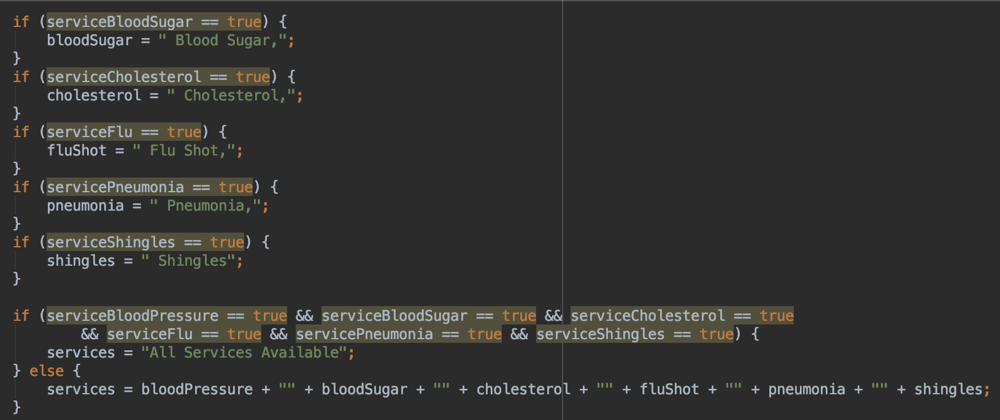 if (serviceBloodSugar == true) {
    bloodSugar = " Blood Sugar,";
}
if (serviceCholesterol == true) {
    cholesterol = " Cholesterol,";
}
if (serviceFlu == true) {
    fluShot = " Flu Shot,";
}
if (servicePneumonia == true) {
    pneumonia = " Pneumonia,";
}
if (serviceShingles == true) {
    shingles = " Shingles";
}

if (serviceBloodPressure == true && serviceBloodSugar == true && serviceCholesterol == true
        && serviceFlu == true && servicePneumonia == true && serviceShingles == true) {
    services = "All Services Available";
} else {
    services = bloodPressure + "" + bloodSugar + "" + cholesterol + "" + fluShot + "" + pneumonia + "" + shingles;
}